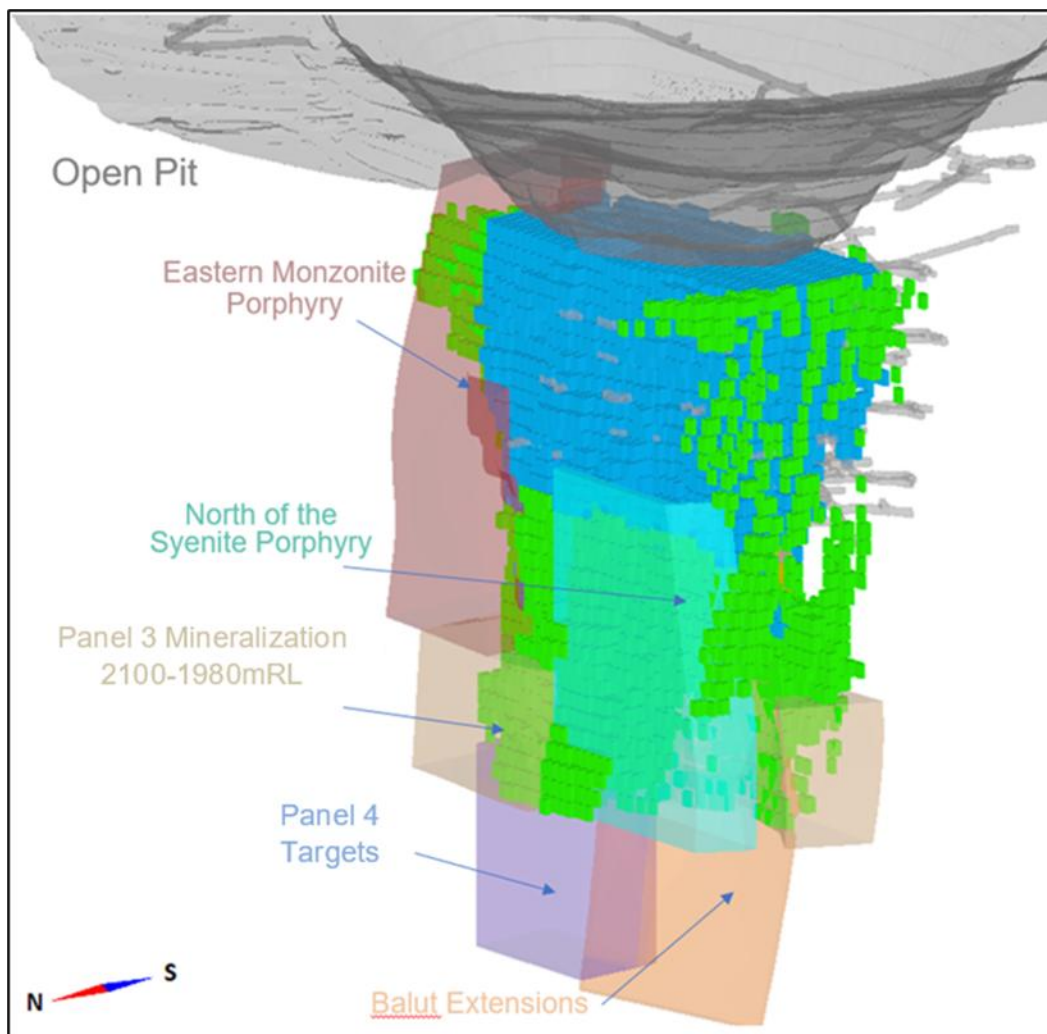 Open Pit
Eastern Monzonite
Porphyry
North of the
Syenite Porphyry
Panel 3 Mineralization
2100-1980mRL
Panel 4
Targets
Balut Extensions
N
S